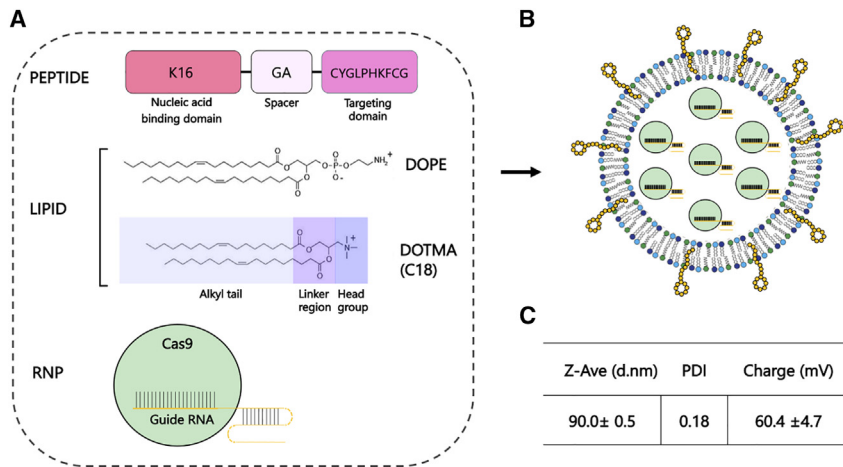 A
PEPTIDE
K16
GA
CYGLPHKFCG
Nucleic acid
binding domain
Spacer
Targeting
domain
LIPID
DOPE
O
O
O
O
O
P
O
O
-
NH₂
+
DOTMA
(C18)
O
O
O
O
N
+
Alkyl tail
Linker
region
Head
group
RNP
Cas9
Guide RNA
B
C
Z-Ave (d.nm) PDI Charge (mV)
90.0± 0.5 0.18 60.4 ±4.7